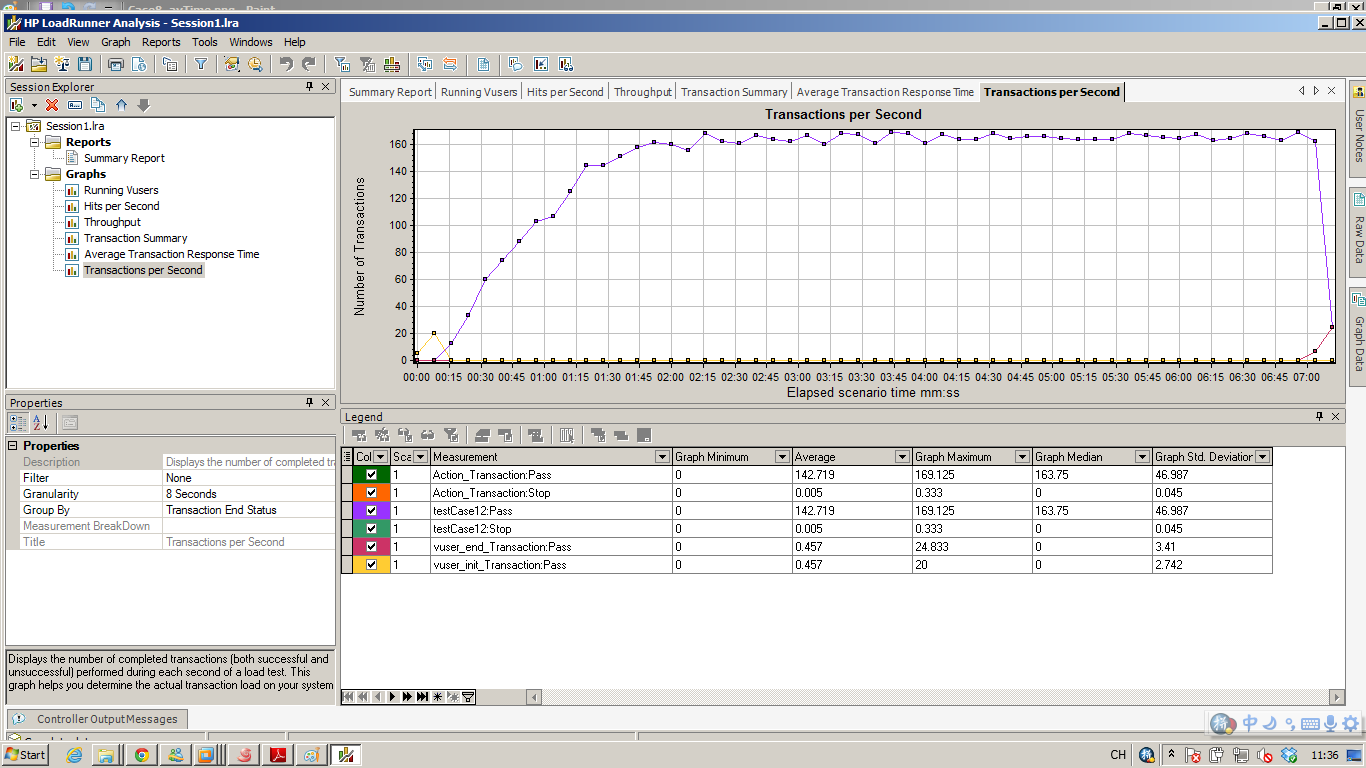 HP LoadRunner Analysis - Session1.lra
File Edit View Graph Reports Tools Windows Help
Session Explorer
Session1.lra
Reports
Summary Report
Graphs
Running Vusers
Hits per Second
Throughput
Transaction Summary
Average Transaction Response Time
Transactions per Second
Properties
Properties
Description Displays the number of completed tra
Filter None
Granularity 8 Seconds
Group By Transaction End Status
Measurement BreakDown
Title Transactions per Second
Displays the number of completed transactions (both successful and
unsuccessful) performed during each second of a load test. This
graph helps you determine the actual transaction load on your system
Summary Report Running Vusers Hits per Second Throughput Transaction Summary Average Transaction Response Time Transactions per Second
Transactions per Second
Number of Transactions
160
140
120
100
80
60
40
20
0
00:00 00:15 00:30 00:45 01:00 01:15 01:30 01:45 02:00 02:15 02:30 02:45 03:00 03:15 03:30 03:45 04:00 04:15 04:30 04:45 05:00 05:15 05:30 05:45 06:00 06:15 06:30 06:45 07:00
Elapsed scenario time mm:ss
User Notes
Raw Data
Graph Data
Legend
Col Sca Measurement Graph Minimum Average Graph Maximum Graph Median Graph Std. Deviation
1 Action_Transaction:Pass 0 142.719 169.125 163.75 46.987
1 Action_Transaction:Stop 0 0.005 0.333 0 0.045
1 testCase12:Pass 0 142.719 169.125 163.75 46.987
1 testCase12:Stop 0 0.005 0.333 0 0.045
1 vuser_end_Transaction:Pass 0 0.457 24.833 0 3.41
1 vuser_init_Transaction:Pass 0 0.457 20 0 2.742
Controller Output Messages
中
Start
CH
11:36